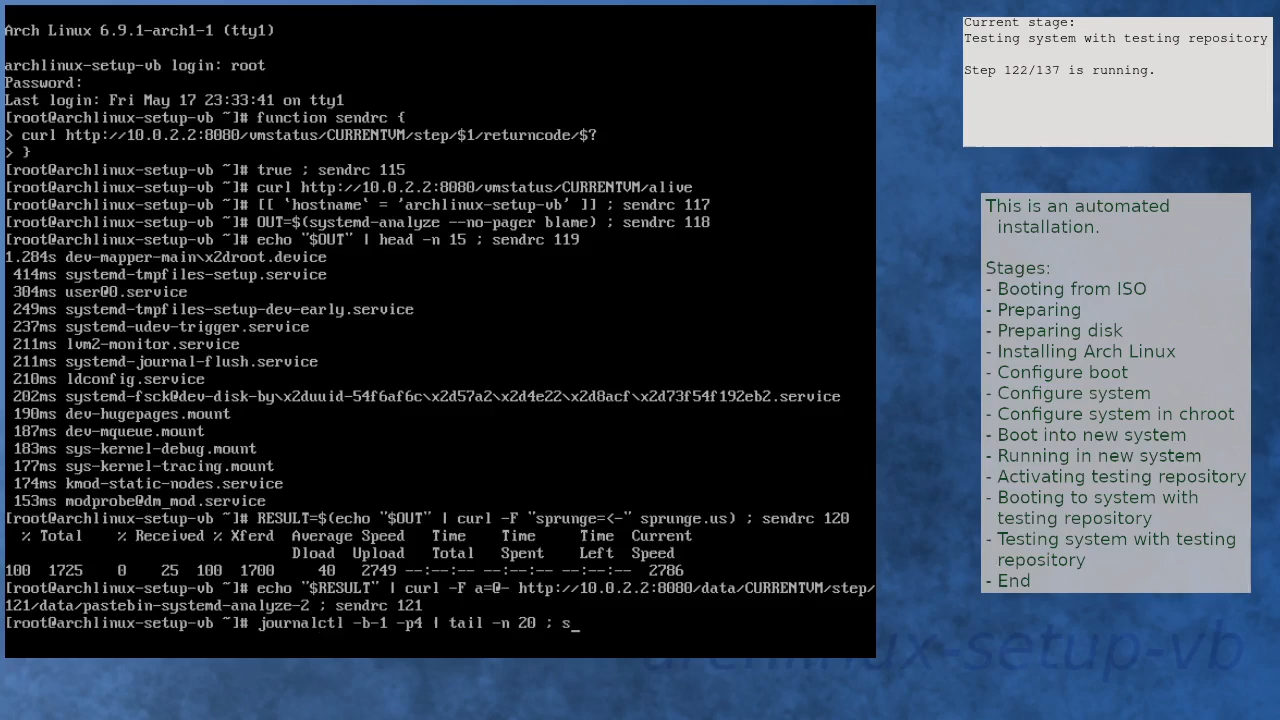 Arch Linux 6.9.1-arch1-1 (tty1)
archlinux-setup-vb login: root
Password:
Last login: Fri May 17 23:33:41 on tty1
[root@archlinux-setup-vb ~]# function sendrc {
> curl http://10.0.2.2:8080/vmstatus/CURRENTVM/step/$1/returncode/$?
> }
[root@archlinux-setup-vb ~]# true ; sendrc 115
[root@archlinux-setup-vb ~]# curl http://10.0.2.2:8080/vmstatus/CURRENTVM/alive
[root@archlinux-setup-vb ~]# [[ `hostname` = 'archlinux-setup-vb' ]] ; sendrc 117
[root@archlinux-setup-vb ~]# OUT=$(systemd-analyze --no-pager blame) ; sendrc 118
[root@archlinux-setup-vb ~]# echo "$OUT" | head -n 15 ; sendrc 119
1.284s dev-mapper-main\x2droot.device
414ms systemd-tmpfiles-setup.service
304ms user@0.service
249ms systemd-tmpfiles-setup-dev-early.service
237ms systemd-udev-trigger.service
211ms lvm2-monitor.service
211ms systemd-journal-flush.service
210ms ldconfig.service
202ms systemd-fsck@dev-disk-by\x2duuid-54f6af6c\x2d57a2\x2d4e22\x2d8acf\x2d73f54f192eb2.service
190ms dev-hugepages.mount
187ms dev-mqueue.mount
183ms sys-kernel-debug.mount
177ms sys-kernel-tracing.mount
174ms kmod-static-nodes.service
153ms modprobe@dm_mod.service
[root@archlinux-setup-vb ~]# RESULT=$(echo "$OUT" | curl -F "sprunge=<-" sprunge.us) ; sendrc 120
% Total % Received % Xferd Average Speed Time Time Time Current
Dload Upload Total Spent Left Speed
100 1725 0 25 100 1700 40 2749 --:--:-- --:--:-- --:--:-- 2786
[root@archlinux-setup-vb ~]# echo "$RESULT" | curl -F a=@- http://10.0.2.2:8080/data/CURRENTVM/step/
121/data/pastebin-systemd-analyze-2 ; sendrc 121
[root@archlinux-setup-vb ~]# journalctl -b-1 -p4 | tail -n 20 ; s_
Current stage:
Testing system with testing repository
Step 122/137 is running.
This is an automated
installation.
Stages:
- Booting from ISO
- Preparing
- Preparing disk
- Installing Arch Linux
- Configure boot
- Configure system
- Configure system in chroot
- Boot into new system
- Running in new system
- Activating testing repository
- Booting to system with
testing repository
- Testing system with testing
repository
- End
archlinux-setup-vb